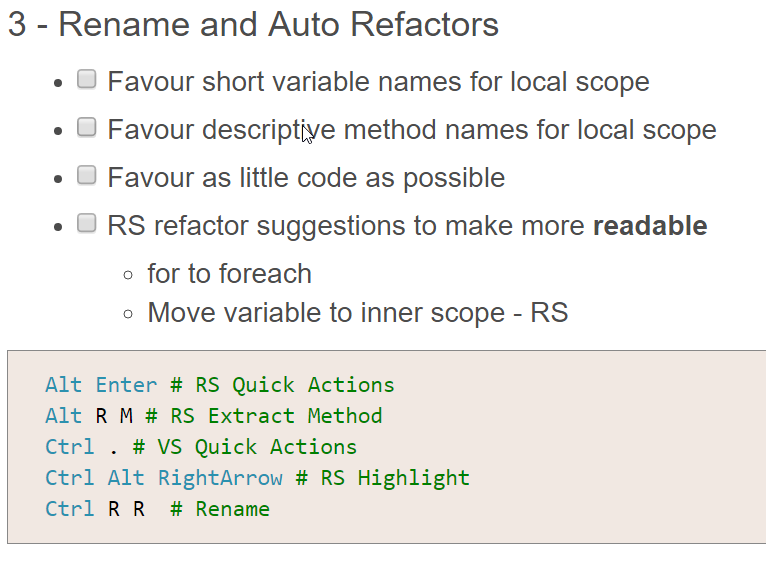 3 - Rename and Auto Refactors
Favour short variable names for local scope
Favour descriptive method names for local scope
Favour as little code as possible
RS refactor suggestions to make more readable
for to foreach
Move variable to inner scope - RS
Alt Enter # RS Quick Actions
Alt R M # RS Extract Method
Ctrl . # VS Quick Actions
Ctrl Alt RightArrow # RS Highlight
Ctrl R R  # Rename